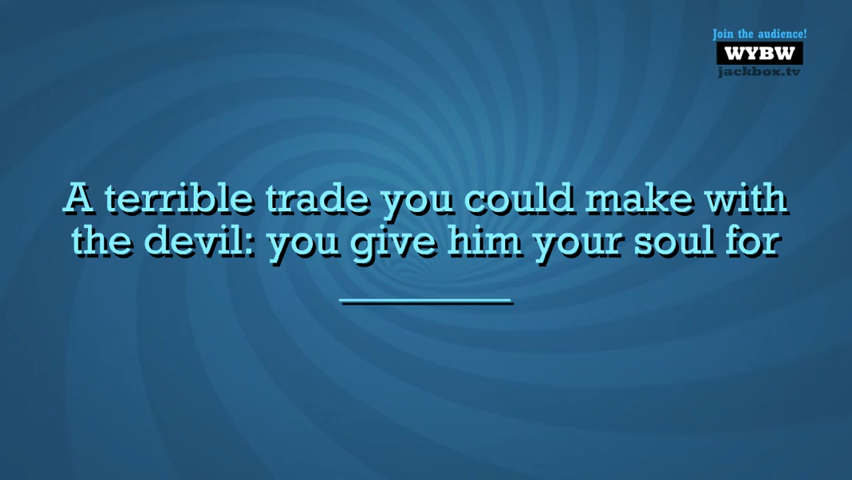 Join the audience!
WYBW
jackbox.tv
A terrible trade you could make with
the devil: you give him your soul for
__________